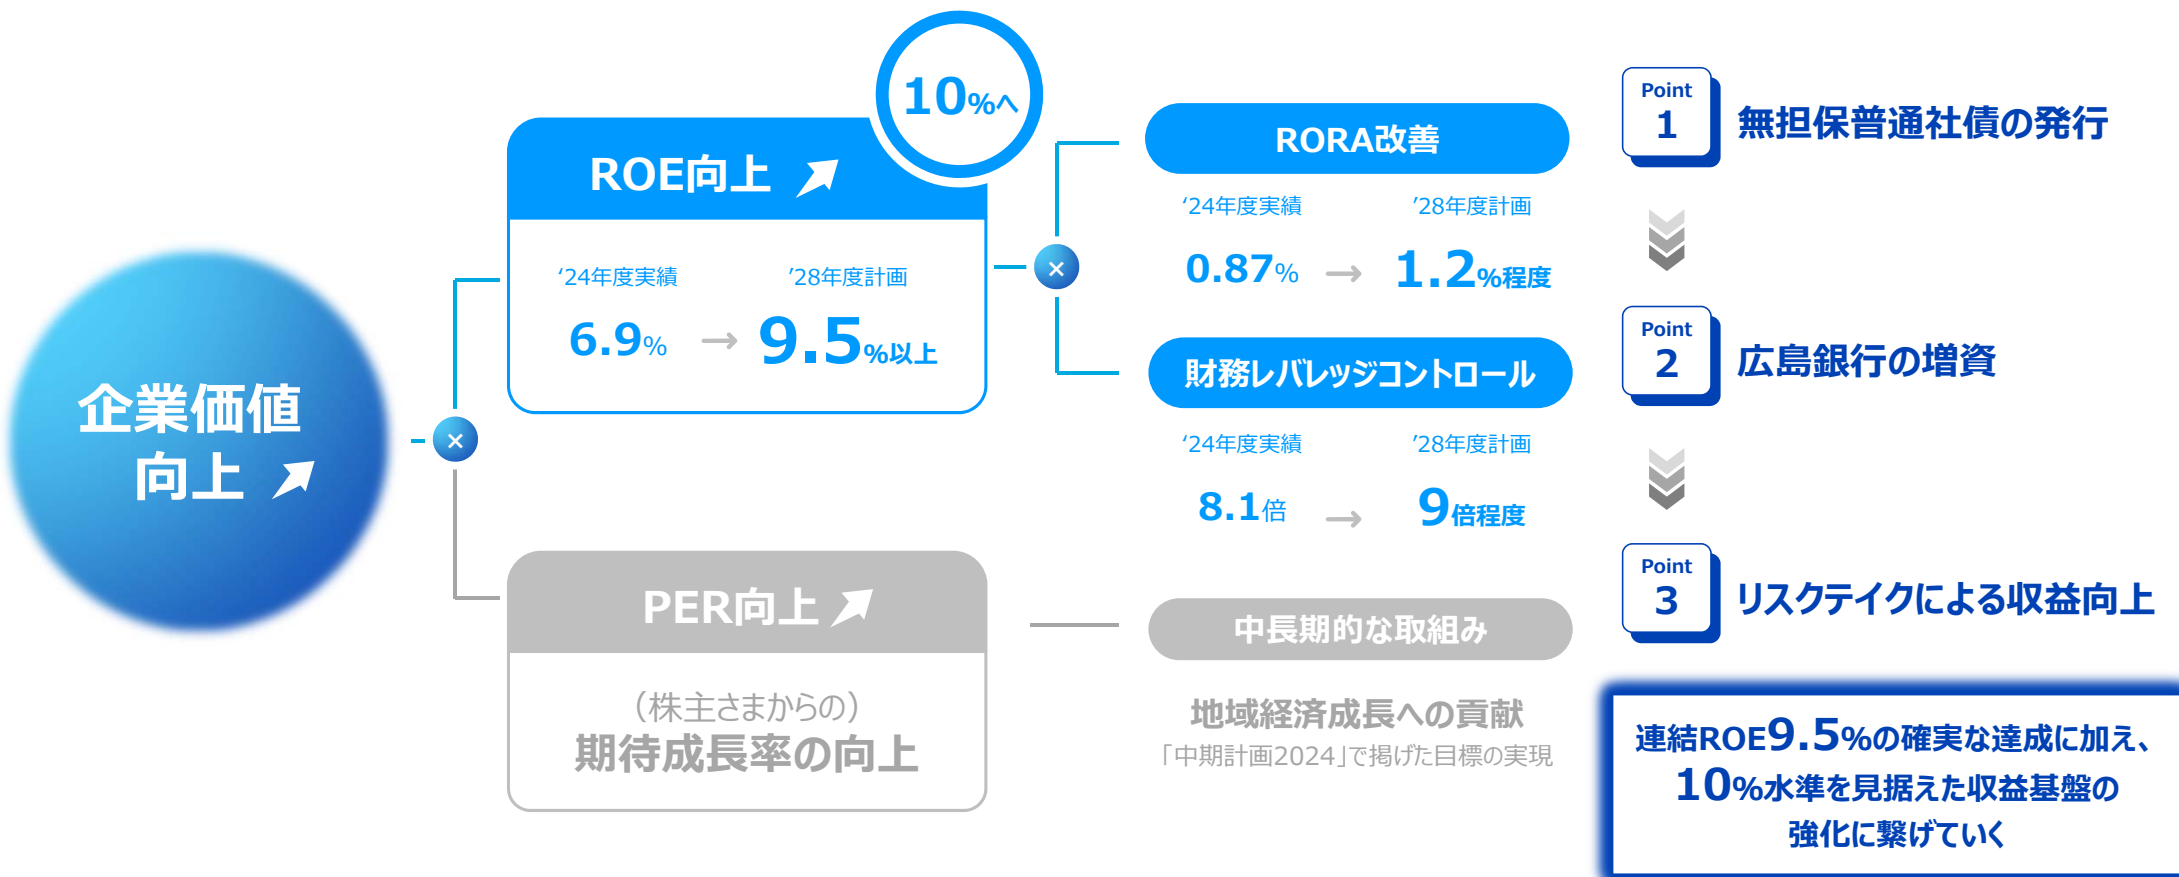 企業価値
向上
×
ROE向上
10%へ
‘24年度実績
’28年度計画
6.9%
→
9.5%以上
PER向上
（株主さまからの）
期待成長率の向上
×
RORA改善
‘24年度実績
’28年度計画
0.87%
→
1.2%程度
財務レバレッジコントロール
‘24年度実績
’28年度計画
8.1倍
→
9倍程度
中長期的な取組み
地域経済成長への貢献
「中期計画2024」で掲げた目標の実現
Point
1
無担保普通社債の発行
Point
2
広島銀行の増資
Point
3
リスクテイクによる収益向上
連結ROE9.5%の確実な達成に加え、
10%水準を見据えた収益基盤の
強化に繋げていく